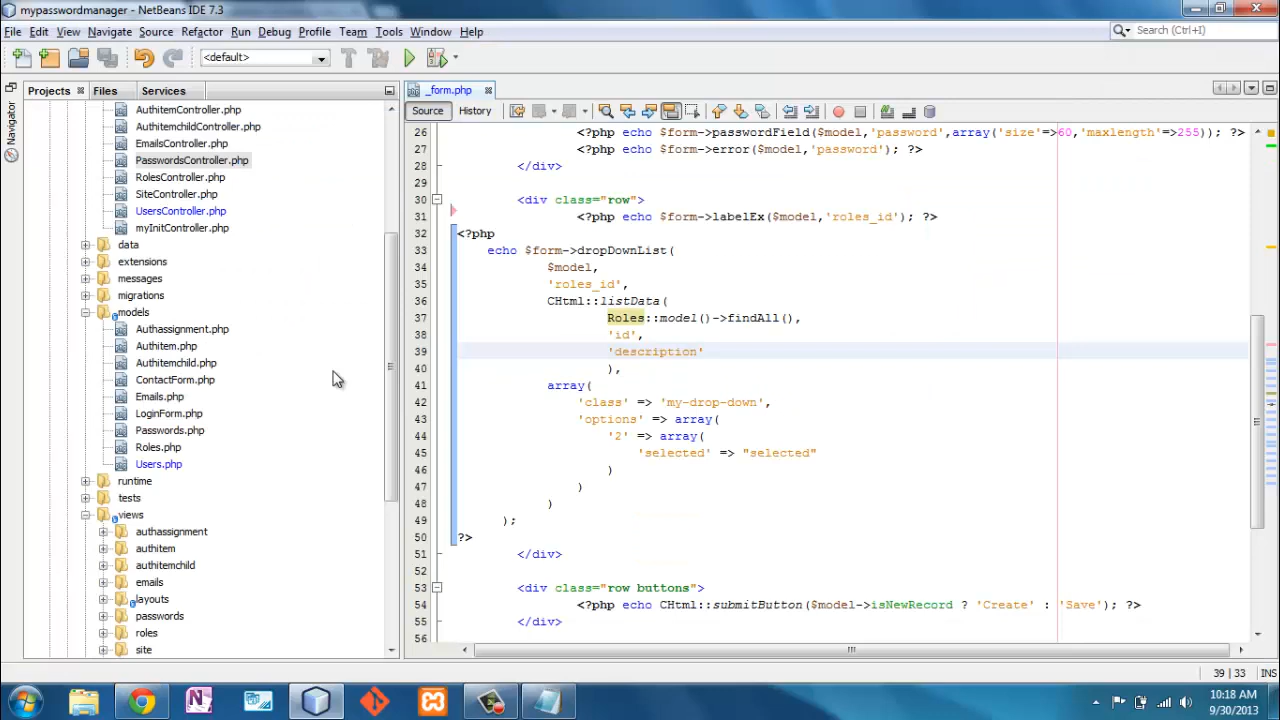 mypasswordmanager - NetBeans IDE 7.3
File Edit View Navigate Source Refactor Run Debug Profile Team Tools Window Help
Search (Ctrl+I)
<default>
Projects Files Services
_form.php
Navigator
Source History
AuthitemController.php
AuthitemchildController.php
EmailsController.php
PasswordsController.php
RolesController.php
SiteController.php
UsersController.php
myInitController.php
data
extensions
messages
migrations
models
Authassignment.php
Authitem.php
Authitemchild.php
ContactForm.php
Emails.php
LoginForm.php
Passwords.php
Roles.php
Users.php
runtime
tests
views
authassignment
authitem
authitemchild
emails
layouts
passwords
roles
site
26 <?php echo $form->passwordField($model,'password',array('size'=>60,'maxlength'=>255)); ?>
27 <?php echo $form->error($model,'password'); ?>
28 </div>
29
30 <div class="row">
31 <?php echo $form->labelEx($model,'roles_id'); ?>
32 <?php
33 echo $form->dropDownList(
34 $model,
35 'roles_id',
36 CHtml::listData(
37 Roles::model()->findAll(),
38 'id',
39 'description'
40 ),
41 array(
42 'class' => 'my-drop-down',
43 'options' => array(
44 '2' => array(
45 'selected' => "selected"
46 )
47 )
48 )
49 );
50 ?>
51 </div>
52
53 <div class="row buttons">
54 <?php echo CHtml::submitButton($model->isNewRecord ? 'Create' : 'Save'); ?>
55 </div>
56
39 | 33 INS
10:18 AM
9/30/2013